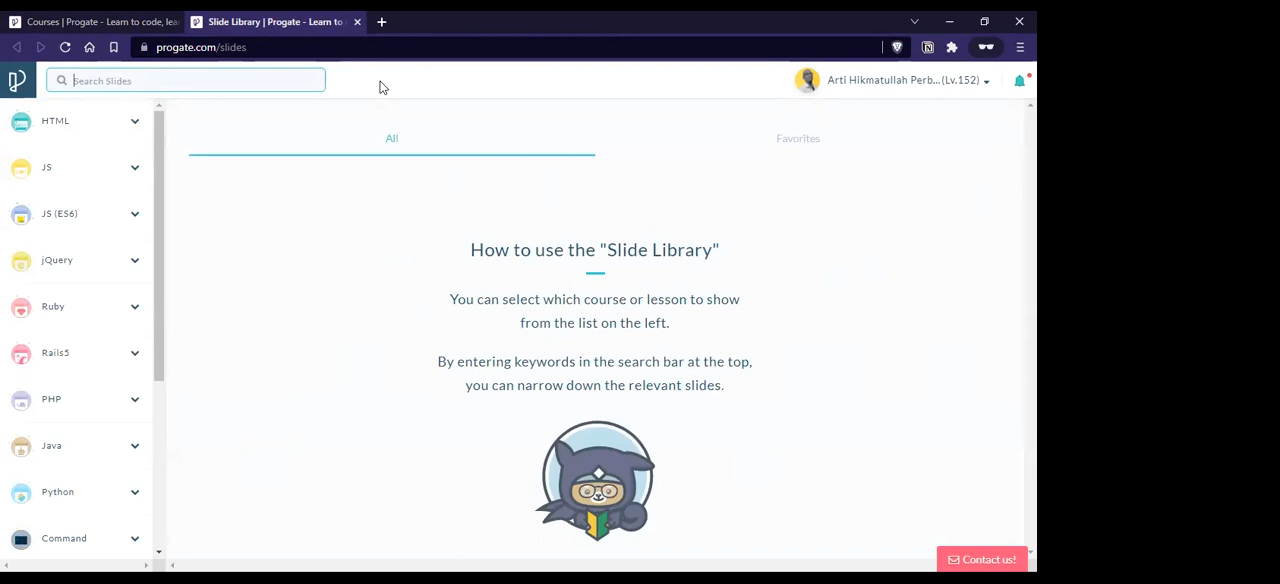 Courses | Progate - Learn to code, lea
Slide Library | Progate - Learn to
progate.com/slides
Search Slides
Arti Hikmatullah Perb...(Lv.152)
HTML
JS
JS (ES6)
jQuery
Ruby
Rails5
PHP
Java
Python
Command
All
Favorites
How to use the "Slide Library"
You can select which course or lesson to show
from the list on the left.
By entering keywords in the search bar at the top,
you can narrow down the relevant slides.
Contact us!